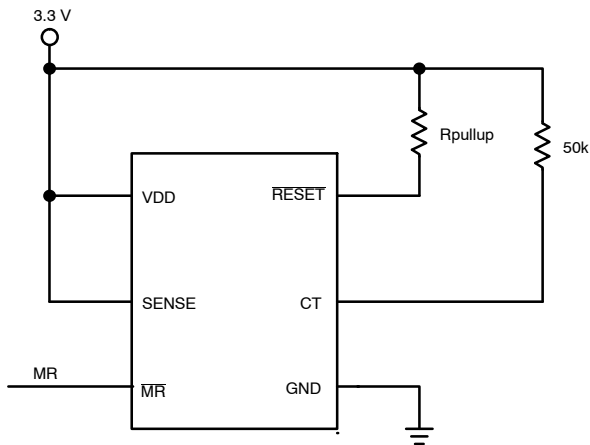 3.3 V
Rpullup
50k
VDD
RESET
SENSE
CT
MR
MR
GND